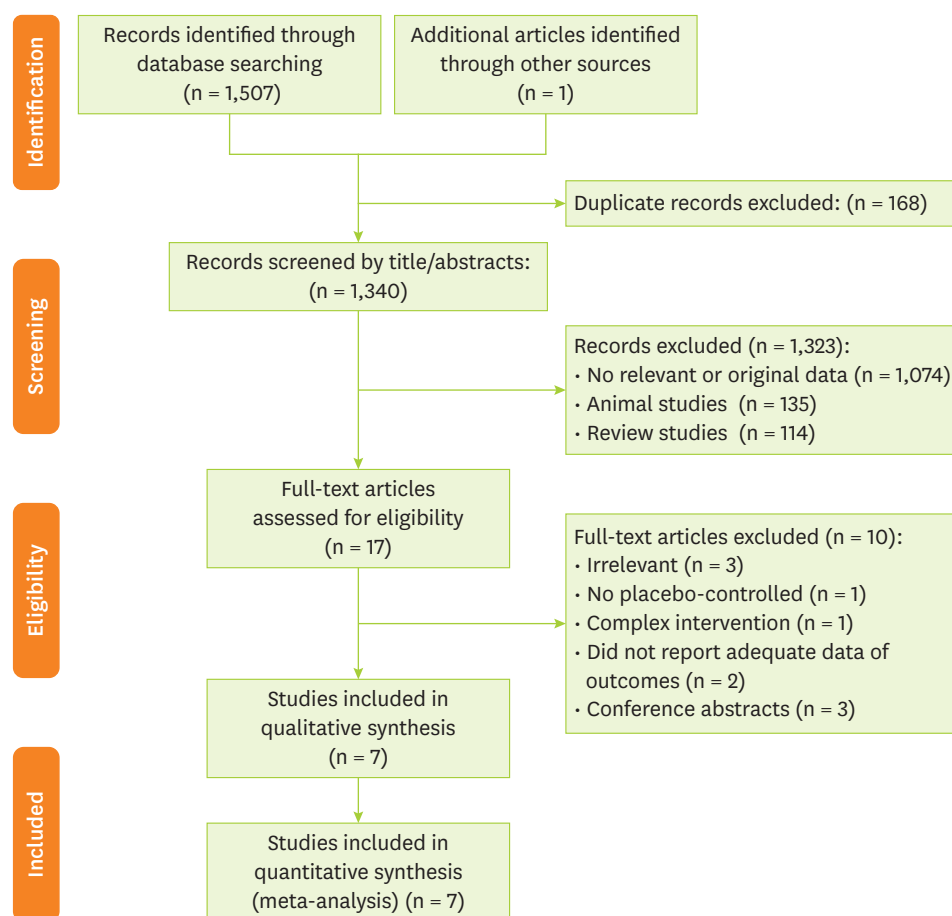 Identification
Records identified through
database searching
(n = 1,507)
Additional articles identified
through other sources
(n = 1)
Duplicate records excluded: (n = 168)
Screening
Records screened by title/abstracts:
(n = 1,340)
Records excluded (n = 1,323):
· No relevant or original data (n = 1,074)
· Animal studies (n = 135)
· Review studies (n = 114)
Eligibility
Full-text articles
assessed for eligibility
(n = 17)
Full-text articles excluded (n = 10):
· Irrelevant (n = 3)
· No placebo-controlled (n = 1)
· Complex intervention (n = 1)
· Did not report adequate data of
outcomes (n = 2)
· Conference abstracts (n = 3)
Studies included in
qualitative synthesis
(n = 7)
Included
Studies included in
quantitative synthesis
(meta-analysis) (n = 7)